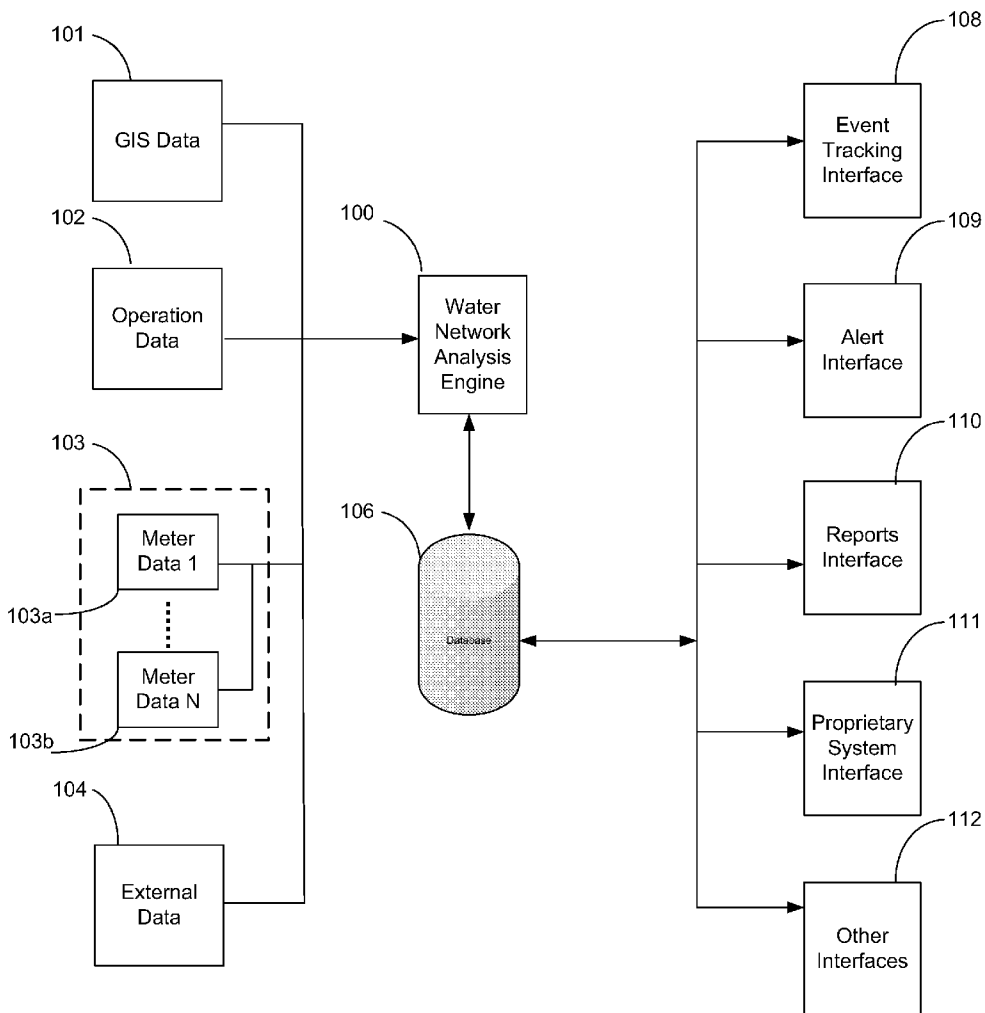 101
GIS Data
102
Operation
Data
103
Meter
Data 1
103a
Meter
Data N
103b
104
External
Data
100
Water
Network
Analysis
Engine
106
Database
108
Event
Tracking
Interface
109
Alert
Interface
110
Reports
Interface
111
Proprietary
System
Interface
112
Other
Interfaces